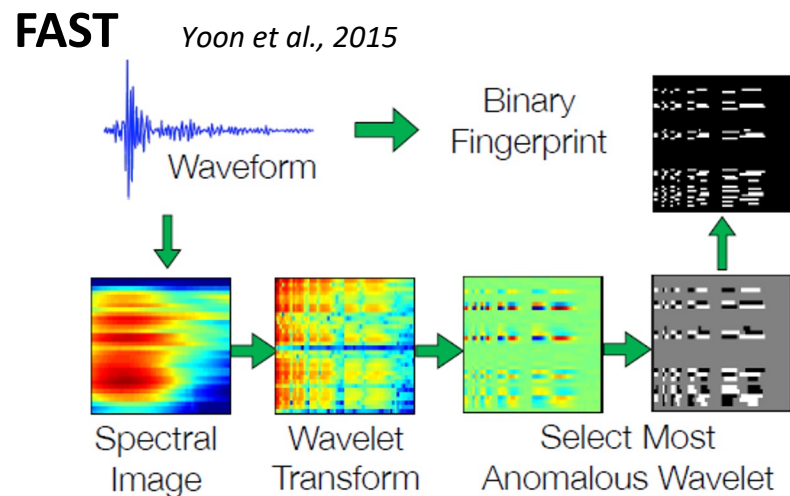 FAST Yoon et al., 2015
Waveform
Binary
Fingerprint
Spectral
Image
Wavelet
Transform
Select Most
Anomalous Wavelet